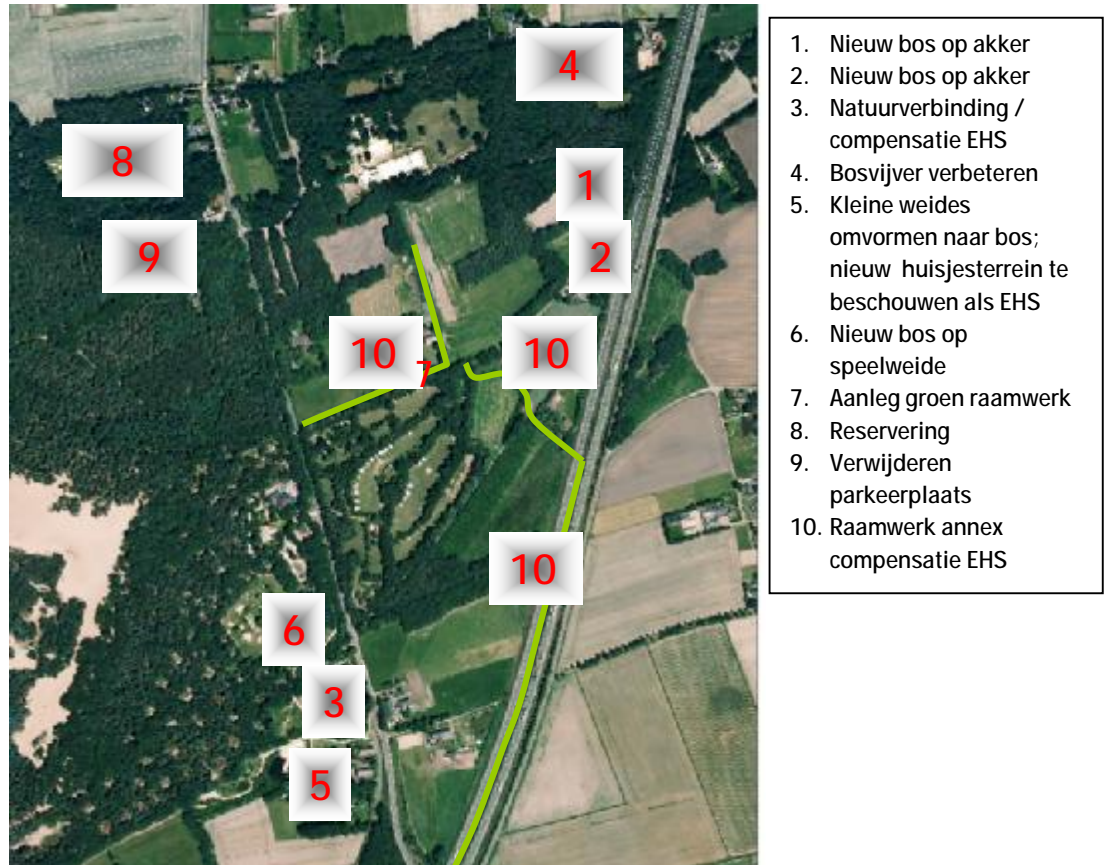 4
8
1
9
2
10
7
10
10
6
3
5
1. Nieuw bos op akker
2. Nieuw bos op akker
3. Natuurverbinding /
compensatie EHS
4. Bosvijver verbeteren
5. Kleine weides
omvormen naar bos;
nieuw huisjesterrein te
beschouwen als EHS
6. Nieuw bos op
speelweide
7. Aanleg groen raamwerk
8. Reservering
9. Verwijderen
parkeerplaats
10. Raamwerk annex
compensatie EHS